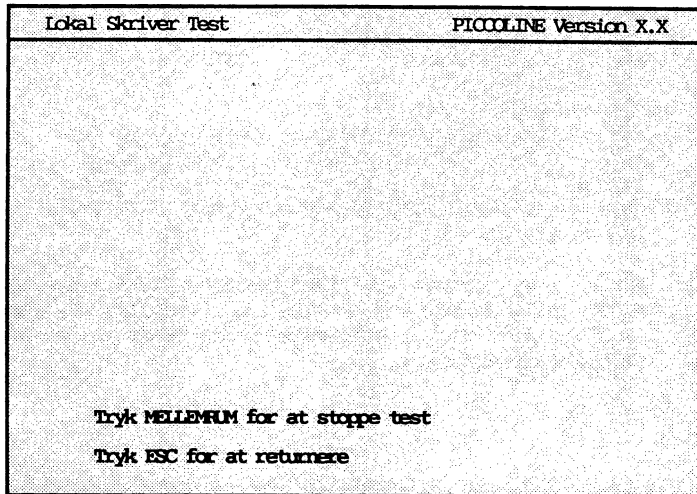 Lokal Skriver Test PICCOLINE Version X.X
Tryk MELLEMRUM for at stoppe test
Tryk ESC for at returnere